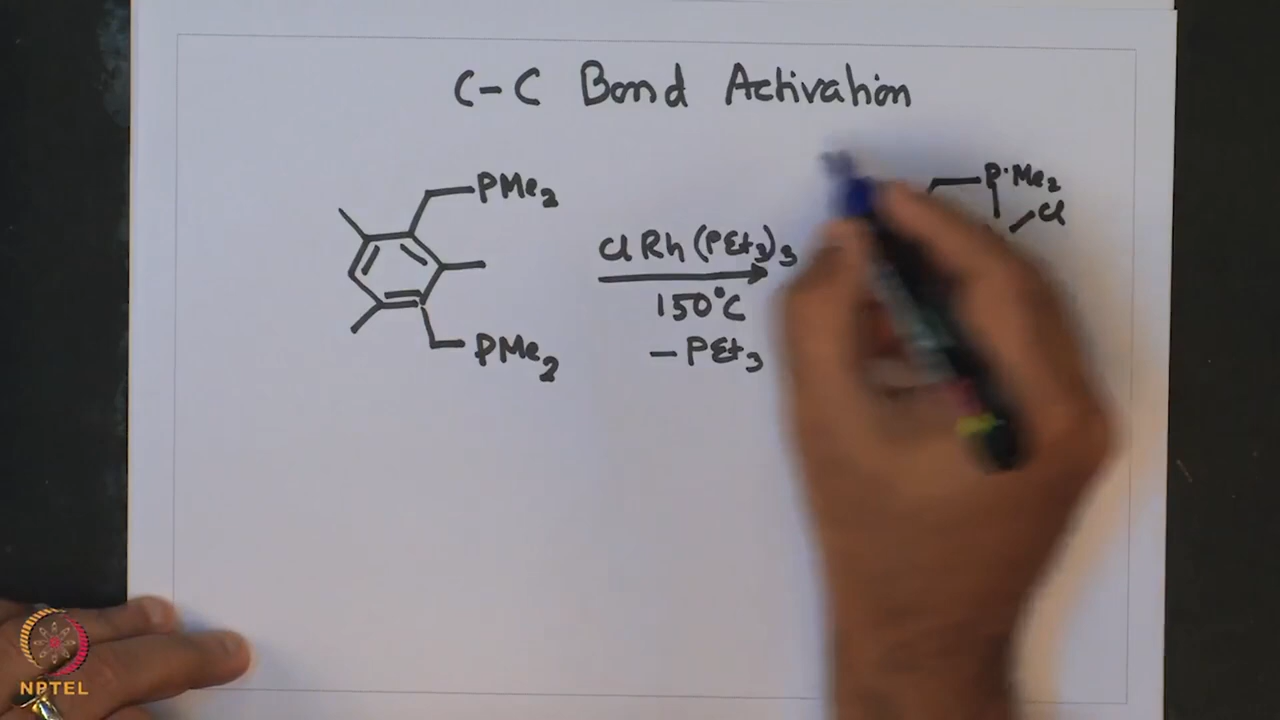 C-C Bond Activation
PMe2
P·Me2
Cl
ClRh(PEt3)3
150°C
-PEt3
PMe2
NPTEL